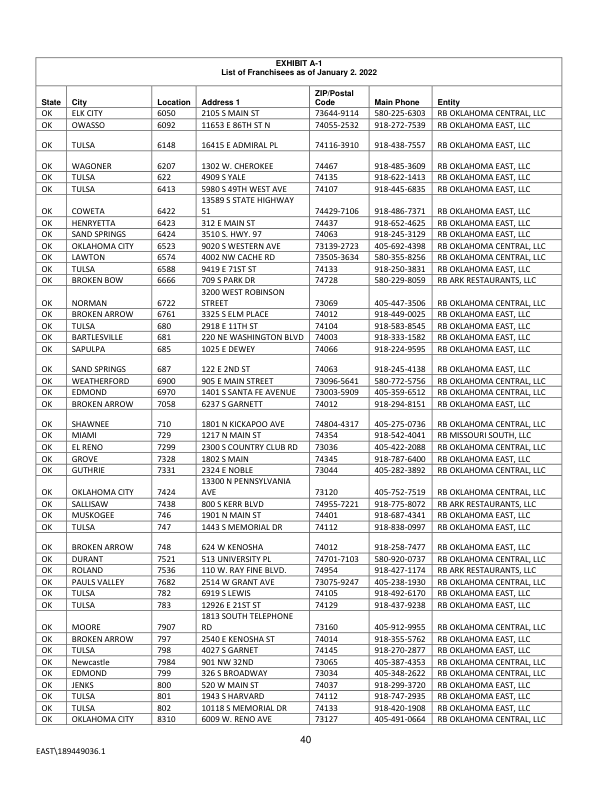 EXHIBIT A-1
List of Franchisees as of January 2. 2022
State City Location Address 1 ZIP/Postal Code Main Phone Entity
OK ELK CITY 6050 2105 S MAIN ST 73644-9114 580-225-6303 RB OKLAHOMA CENTRAL, LLC
OK OWASSO 6092 11653 E 86TH ST N 74055-2532 918-272-7539 RB OKLAHOMA EAST, LLC
OK TULSA 6148 16415 E ADMIRAL PL 74116-3910 918-438-7557 RB OKLAHOMA EAST, LLC
OK WAGONER 6207 1302 W. CHEROKEE 74467 918-485-3609 RB OKLAHOMA EAST, LLC
OK TULSA 622 4909 S YALE 74135 918-622-1413 RB OKLAHOMA EAST, LLC
OK TULSA 6413 5980 S 49TH WEST AVE 74107 918-445-6835 RB OKLAHOMA EAST, LLC
OK COWETA 6422 13589 S STATE HIGHWAY 51 74429-7106 918-486-7371 RB OKLAHOMA EAST, LLC
OK HENRYETTA 6423 312 E MAIN ST 74437 918-652-4625 RB OKLAHOMA EAST, LLC
OK SAND SPRINGS 6424 3510 S. HWY. 97 74063 918-245-3129 RB OKLAHOMA EAST, LLC
OK OKLAHOMA CITY 6523 9020 S WESTERN AVE 73139-2723 405-692-4398 RB OKLAHOMA CENTRAL, LLC
OK LAWTON 6574 4002 NW CACHE RD 73505-3634 580-355-8256 RB OKLAHOMA CENTRAL, LLC
OK TULSA 6588 9419 E 71ST ST 74133 918-250-3831 RB OKLAHOMA EAST, LLC
OK BROKEN BOW 6666 709 S PARK DR 74728 580-229-8059 RB ARK RESTAURANTS, LLC
OK NORMAN 6722 3200 WEST ROBINSON STREET 73069 405-447-3506 RB OKLAHOMA CENTRAL, LLC
OK BROKEN ARROW 6761 3325 S ELM PLACE 74012 918-449-0025 RB OKLAHOMA EAST, LLC
OK TULSA 680 2918 E 11TH ST 74104 918-583-8545 RB OKLAHOMA EAST, LLC
OK BARTLESVILLE 681 220 NE WASHINGTON BLVD 74003 918-333-1582 RB OKLAHOMA EAST, LLC
OK SAPULPA 685 1025 E DEWEY 74066 918-224-9595 RB OKLAHOMA EAST, LLC
OK SAND SPRINGS 687 122 E 2ND ST 74063 918-245-4138 RB OKLAHOMA EAST, LLC
OK WEATHERFORD 6900 905 E MAIN STREET 73096-5641 580-772-5756 RB OKLAHOMA CENTRAL, LLC
OK EDMOND 6970 1401 S SANTA FE AVENUE 73003-5909 405-359-6512 RB OKLAHOMA CENTRAL, LLC
OK BROKEN ARROW 7058 6237 S GARNETT 74012 918-294-8151 RB OKLAHOMA EAST, LLC
OK SHAWNEE 710 1801 N KICKAPOO AVE 74804-4317 405-275-0736 RB OKLAHOMA CENTRAL, LLC
OK MIAMI 729 1217 N MAIN ST 74354 918-542-4041 RB MISSOURI SOUTH, LLC
OK EL RENO 7299 2300 S COUNTRY CLUB RD 73036 405-422-2088 RB OKLAHOMA CENTRAL, LLC
OK GROVE 7328 1802 S MAIN 74345 918-787-6400 RB OKLAHOMA EAST, LLC
OK GUTHRIE 7331 2324 E NOBLE 73044 405-282-3892 RB OKLAHOMA CENTRAL, LLC
OK OKLAHOMA CITY 7424 13300 N PENNSYLVANIA AVE 73120 405-752-7519 RB OKLAHOMA CENTRAL, LLC
OK SALLISAW 7438 800 S KERR BLVD 74955-7221 918-775-8072 RB ARK RESTAURANTS, LLC
OK MUSKOGEE 746 1901 N MAIN ST 74401 918-687-4341 RB OKLAHOMA EAST, LLC
OK TULSA 747 1443 S MEMORIAL DR 74112 918-838-0997 RB OKLAHOMA EAST, LLC
OK BROKEN ARROW 748 624 W KENOSHA 74012 918-258-7477 RB OKLAHOMA EAST, LLC
OK DURANT 7521 513 UNIVERSITY PL 74701-7103 580-920-0737 RB OKLAHOMA CENTRAL, LLC
OK ROLAND 7536 110 W. RAY FINE BLVD. 74954 918-427-1174 RB ARK RESTAURANTS, LLC
OK PAULS VALLEY 7682 2514 W GRANT AVE 73075-9247 405-238-1930 RB OKLAHOMA CENTRAL, LLC
OK TULSA 782 6919 S LEWIS 74105 918-492-6170 RB OKLAHOMA EAST, LLC
OK TULSA 783 12926 E 21ST ST 74129 918-437-9238 RB OKLAHOMA EAST, LLC
OK MOORE 7907 1813 SOUTH TELEPHONE RD 73160 405-912-9955 RB OKLAHOMA CENTRAL, LLC
OK BROKEN ARROW 797 2540 E KENOSHA ST 74014 918-355-5762 RB OKLAHOMA EAST, LLC
OK TULSA 798 4027 S GARNET 74145 918-270-2877 RB OKLAHOMA EAST, LLC
OK Newcastle 7984 901 NW 32ND 73065 405-387-4353 RB OKLAHOMA CENTRAL, LLC
OK EDMOND 799 326 S BROADWAY 73034 405-348-2622 RB OKLAHOMA CENTRAL, LLC
OK JENKS 800 520 W MAIN ST 74037 918-299-3720 RB OKLAHOMA EAST, LLC
OK TULSA 801 1943 S HARVARD 74112 918-747-2935 RB OKLAHOMA EAST, LLC
OK TULSA 802 10118 S MEMORIAL DR 74133 918-420-1908 RB OKLAHOMA EAST, LLC
OK OKLAHOMA CITY 8310 6009 W. RENO AVE 73127 405-491-0664 RB OKLAHOMA CENTRAL, LLC
40
EAST\189449036.1